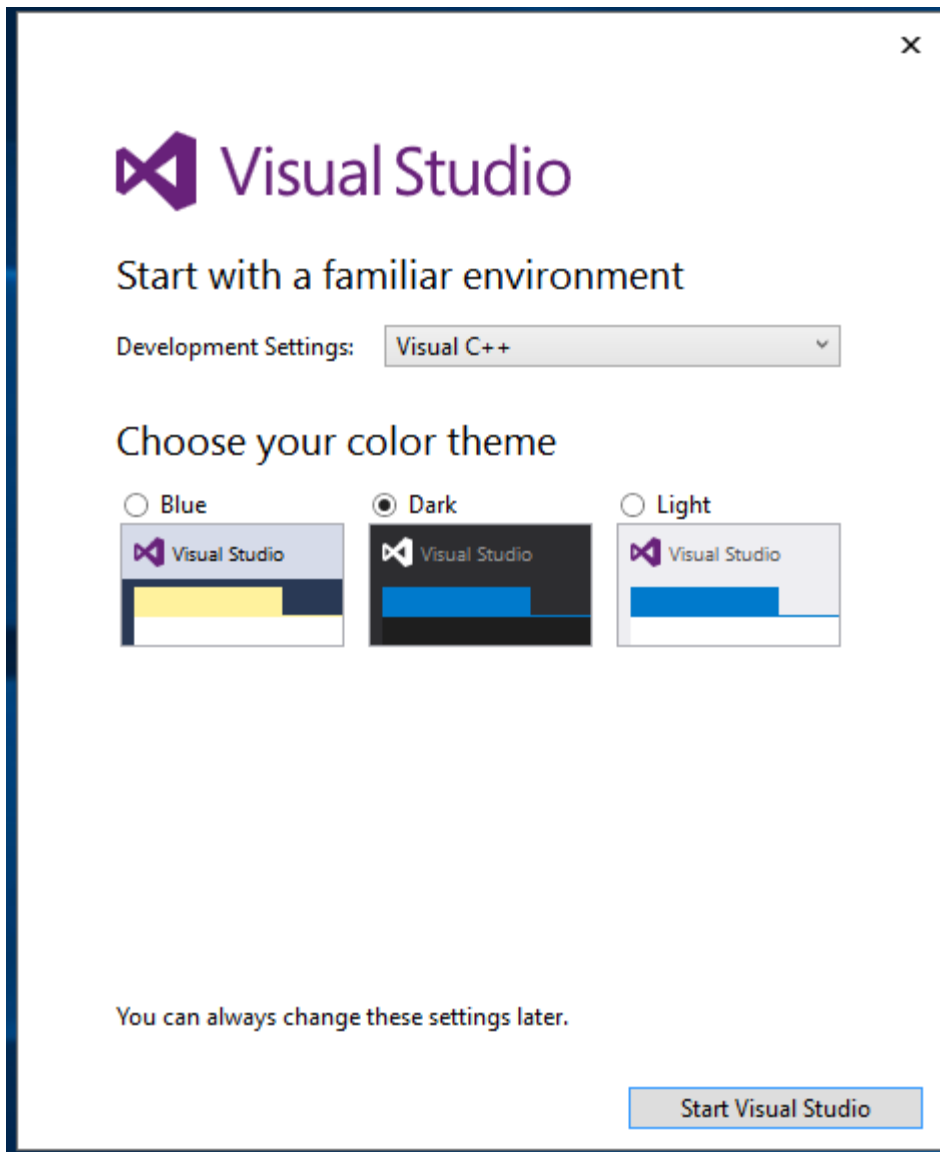 Visual Studio
Start with a familiar environment
Development Settings: Visual C++
Choose your color theme
Blue Dark Light
Visual Studio Visual Studio Visual Studio
You can always change these settings later.
Start Visual Studio